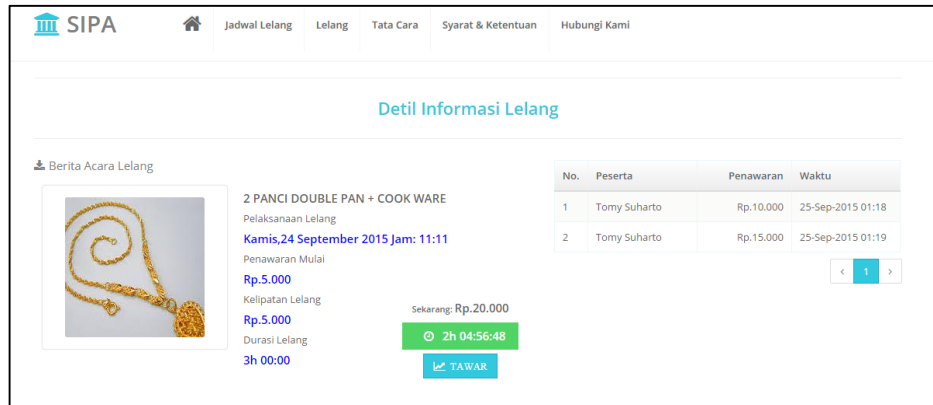 SIPA
Jadwal Lelang Lelang Tata Cara Syarat & Ketentuan Hubungi Kami
Detil Informasi Lelang
Berita Acara Lelang
2 PANCI DOUBLE PAN + COOK WARE
Pelaksanaan Lelang
Kamis,24 September 2015 Jam: 11:11
Penawaran Mulai
Rp.5.000
Kelipatan Lelang
Rp.5.000
Durasi Lelang
3h 00:00
Sekarang: Rp.20.000
2h 04:56:48
TAWAR
No. Peserta Penawaran Waktu
1 Tomy Suharto Rp.10.000 25-Sep-2015 01:18
2 Tomy Suharto Rp.15.000 25-Sep-2015 01:19
‹ 1 ›